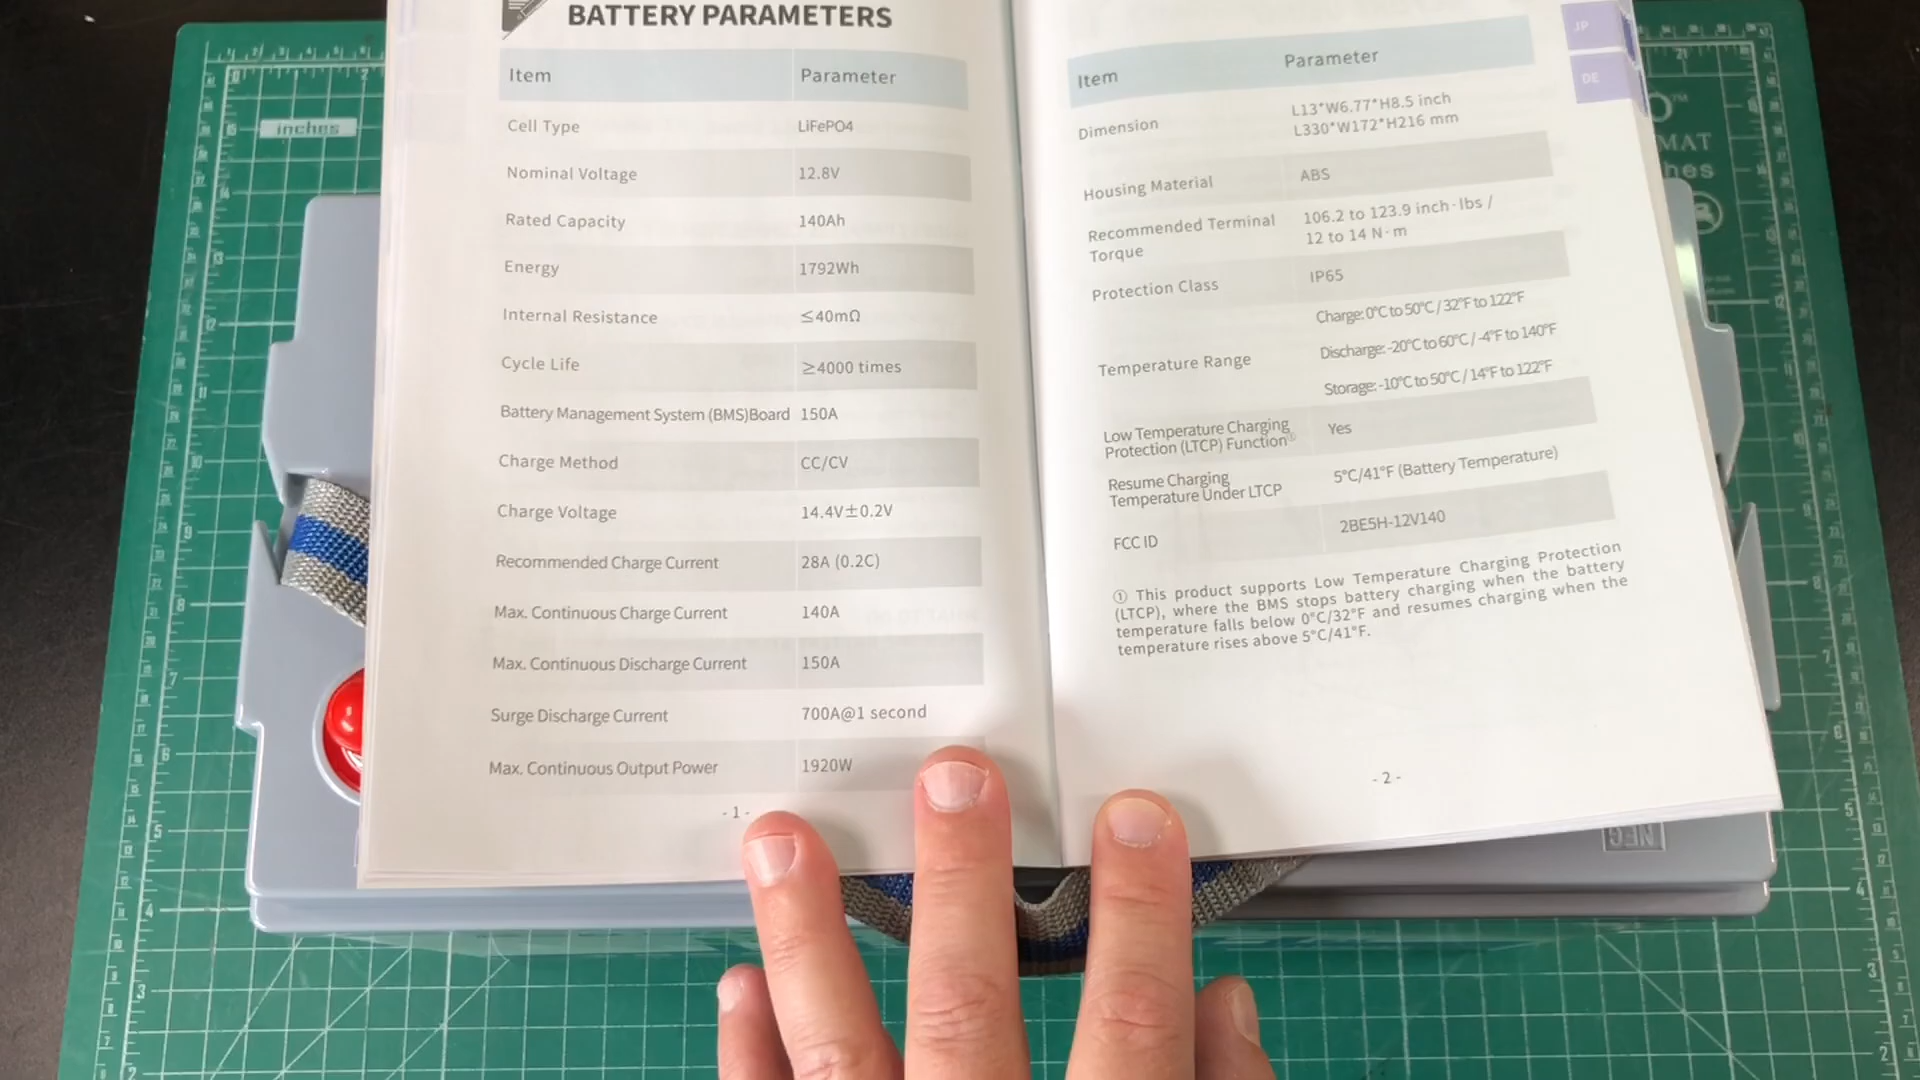 BATTERY PARAMETERS
Item Parameter
Cell Type LiFePO4
Nominal Voltage 12.8V
Rated Capacity 140Ah
Energy 1792Wh
Internal Resistance ≤40mΩ
Cycle Life ≥4000 times
Battery Management System (BMS)Board 150A
Charge Method CC/CV
Charge Voltage 14.4V±0.2V
Recommended Charge Current 28A (0.2C)
Max. Continuous Charge Current 140A
Max. Continuous Discharge Current 150A
Surge Discharge Current 700A@1 second
Max. Continuous Output Power 1920W
- 1 -
Item Parameter
Dimension L13*W6.77*H8.5 inch
L330*W172*H216 mm
Housing Material ABS
Recommended Terminal Torque 106.2 to 123.9 inch·lbs /
12 to 14 N·m
Protection Class IP65
Temperature Range Charge: 0°C to 50°C / 32°F to 122°F
Discharge: -20°C to 60°C / -4°F to 140°F
Storage: -10°C to 50°C / 14°F to 122°F
Low Temperature Charging
Protection (LTCP) Function① Yes
Resume Charging
Temperature Under LTCP 5°C/41°F (Battery Temperature)
FCC ID 2BE5H-12V140
① This product supports Low Temperature Charging Protection
(LTCP), where the BMS stops battery charging when the battery
temperature falls below 0°C/32°F and resumes charging when the
temperature rises above 5°C/41°F.
- 2 -
JP
DE
inches
MAT
NEG